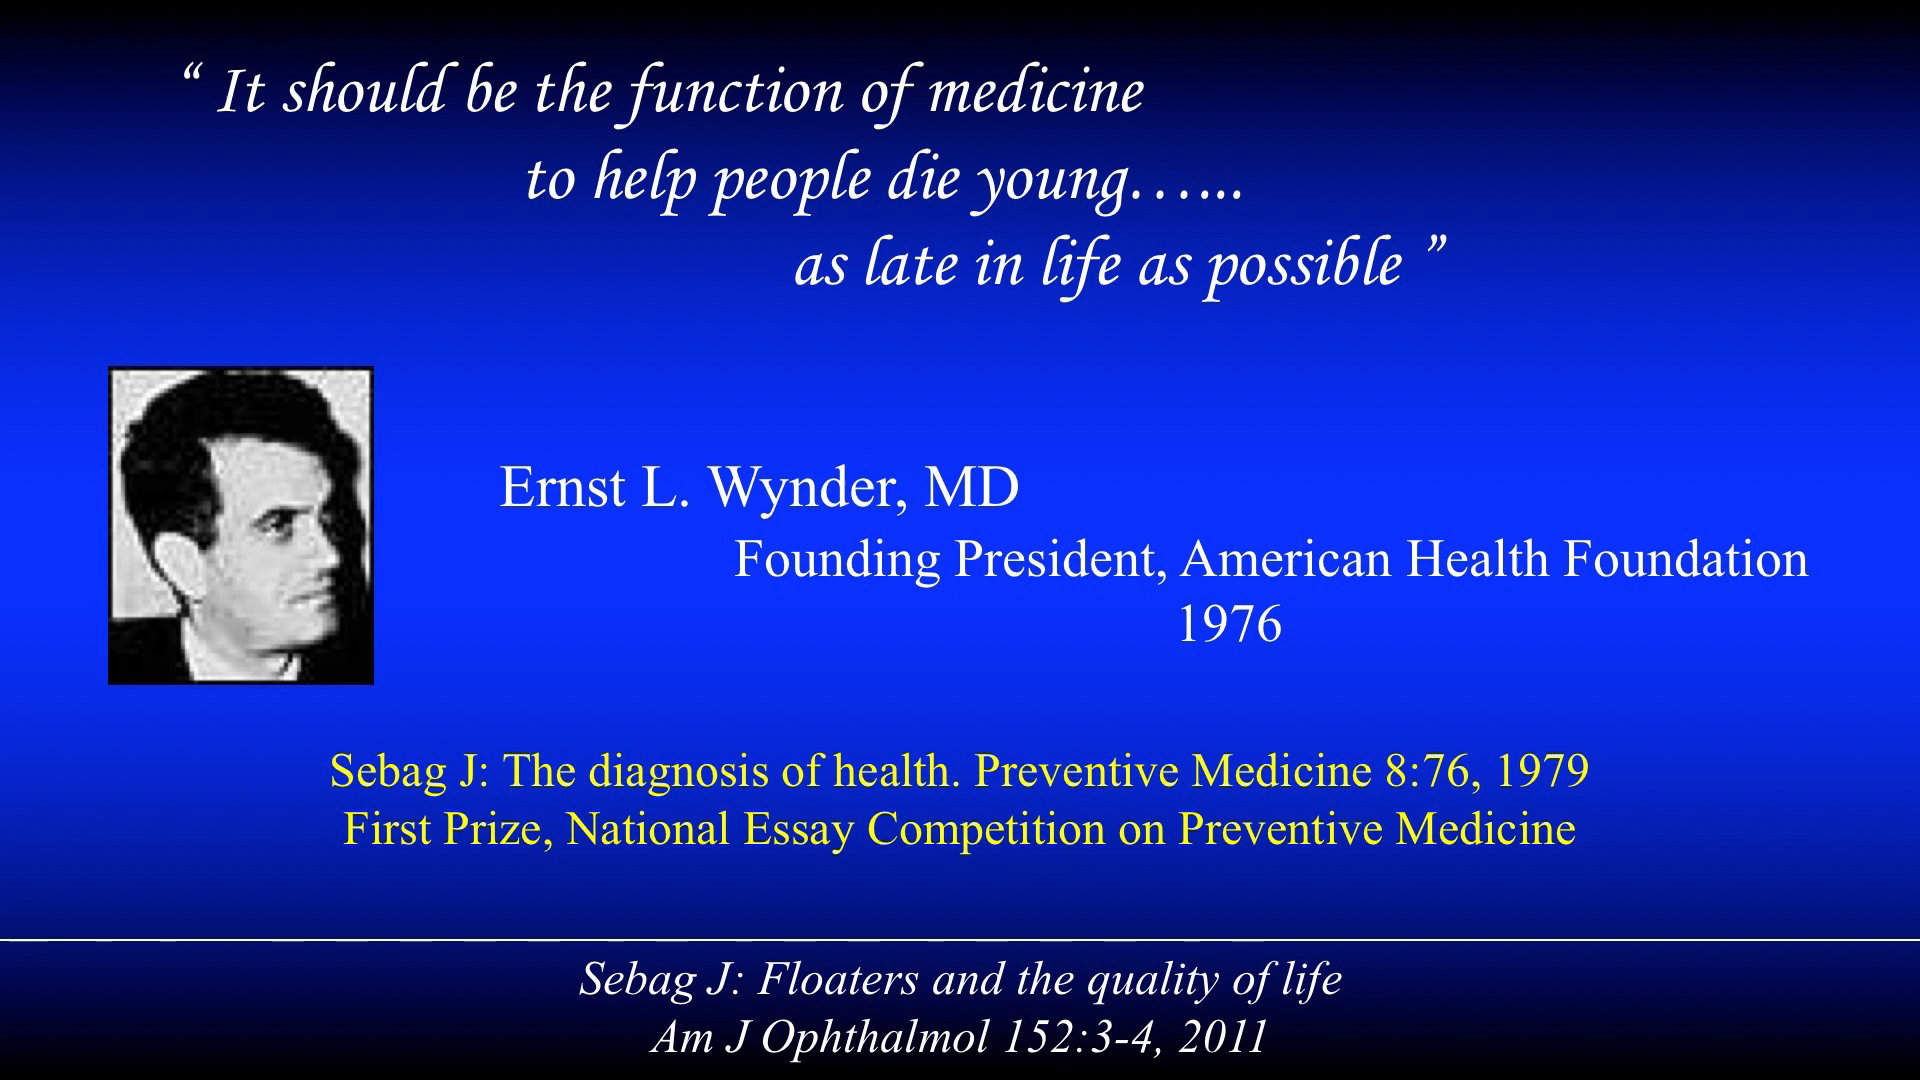 “ It should be the function of medicine
to help people die young…...
as late in life as possible ”
Ernst L. Wynder, MD
Founding President, American Health Foundation
1976
Sebag J: The diagnosis of health. Preventive Medicine 8:76, 1979
First Prize, National Essay Competition on Preventive Medicine
Sebag J: Floaters and the quality of life
Am J Ophthalmol 152:3-4, 2011